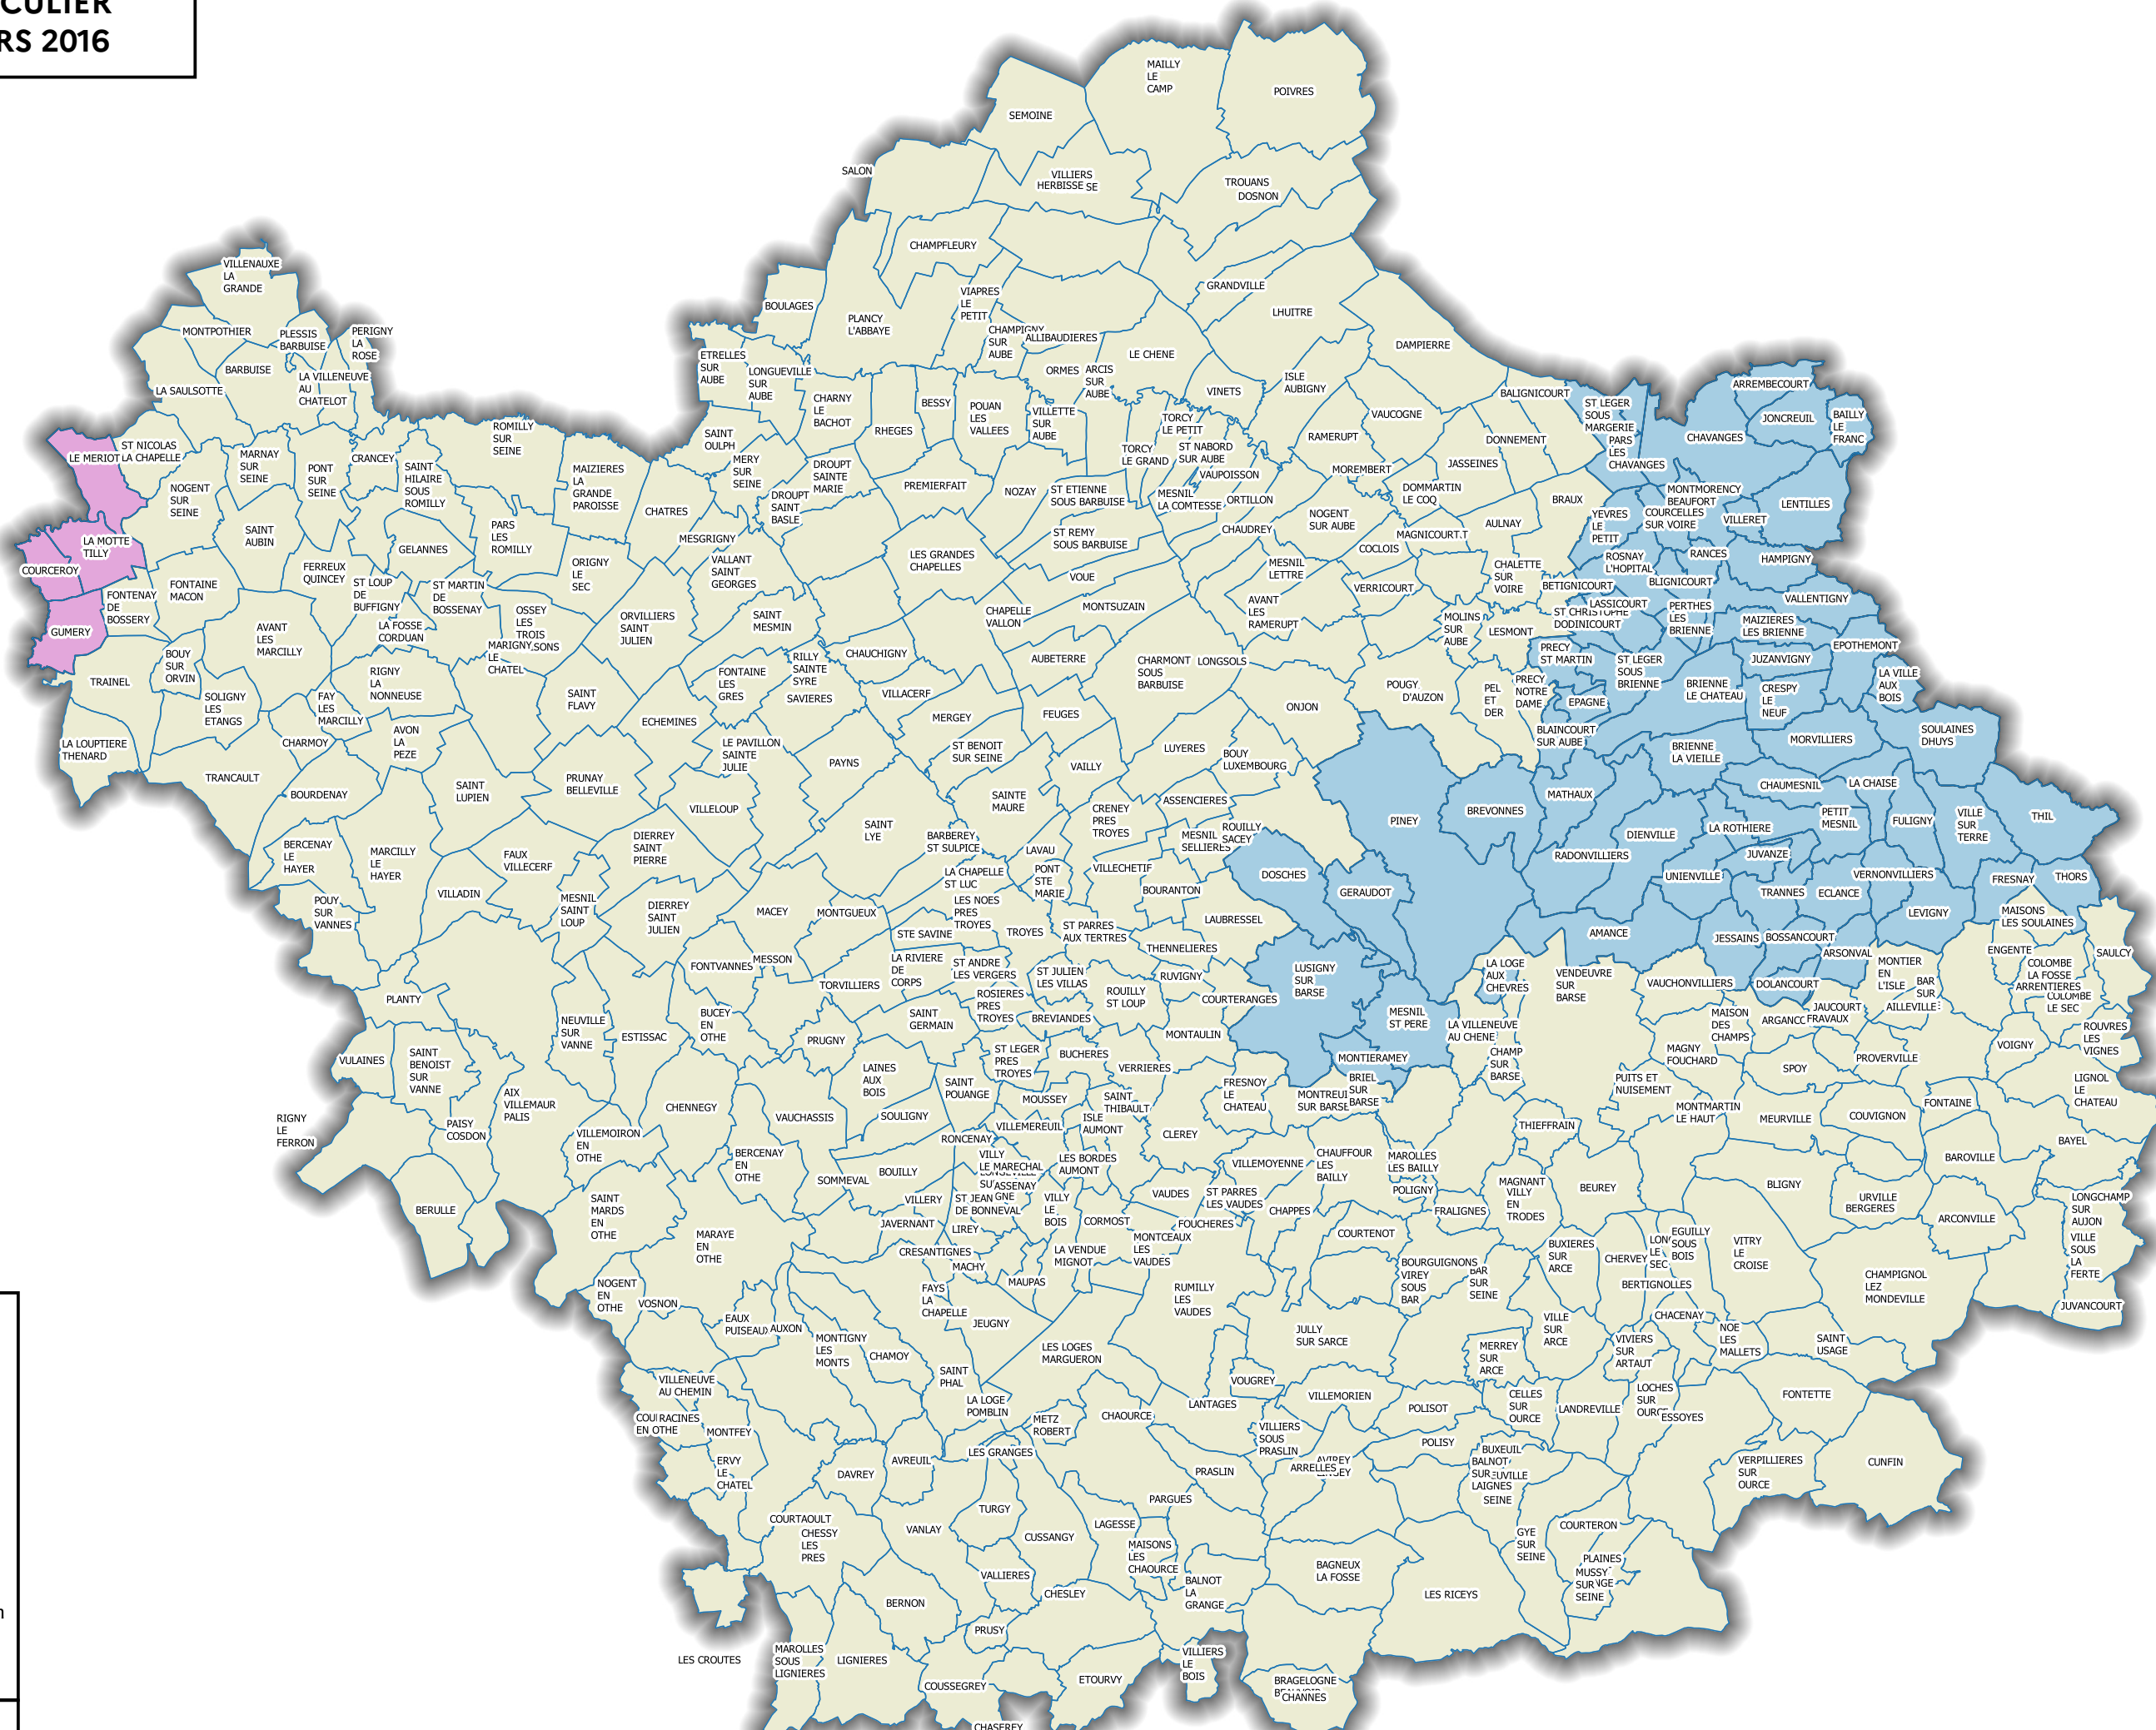 CULIER
RS 2016
MAILLY
LE
CAMP
POIVRES
SEMOINE
SALON
VILLIERS
HERBISSE SE
TROUANS
DOSNON
CHAMPFLEURY
VILLENAUXE
LA
GRANDE
GRANDVILLE
BOULAGES
VIAPRES
LE
PETIT
LHUITRE
PLANCY
L'ABBAYE
MONTPOTHIER
PLESSIS
BARBUISE
PERIGNY
LA
ROSE
CHAMPIGNY
SUR
AUBE
ALLIBAUDIERES
LE CHENE
DAMPIERRE
ETRELLES
SUR
AUBE
LONGUEVILLE
SUR
AUBE
BARBUISE
LA VILLENEUVE
AU
CHATELOT
LA SAULSOTTE
ORMES
ARCIS
SUR
AUBE
VINETS
ISLE
AUBIGNY
BALIGNICOURT
ARREMBECOURT
CHARNY
LE
BACHOT
BESSY
POUAN
LES
VALLEES
VILLETTE
SUR
AUBE
RHEGES
TORCY
LE PETIT
VAUCOGNE
ST LEGER
SOUS
MARGERIE
JONCREUIL
BAILLY
LE
FRANC
CHAVANGES
PARS
LES
CHAVANGES
ROMILLY
SUR
SEINE
SAINT
OULPH
ST NICOLAS
LA CHAPELLE
LE MERIOT
MARNAY
SUR
SEINE
PONT
SUR
SEINE
CRANCEY
SAINT
HILAIRE
SOUS
ROMILLY
MAIZIERES
LA
GRANDE
PAROISSE
MERY
SUR
SEINE
DROUPT
SAINTE
MARIE
TORCY
LE GRAND
ST NABORD
SUR AUBE
VAUPOISSON
RAMERUPT
DONNEMENT
JASSEINES
MOREMBERT
NOGENT
SUR
SEINE
CHATRES
DROUPT
SAINT
BASLE
PREMIERFAIT
NOZAY
ST ETIENNE
SOUS BARBUISE
MESNIL
LA COMTESSE
ORTILLON
DOMMARTIN
LE COQ
BRAUX
MONTMORENCY
BEAUFORT
LENTILLES
COURCELLES
SUR VOIRE
VILLERET
YEVRES
LE
PETIT
NOGENT
SUR AUBE
AULNAY
SAINT
AUBIN
PARS
LES
ROMILLY
MESGRIGNY
ST REMY
SOUS BARBUISE
CHAUDREY
MAGNICOURT.T
COCLOIS
LA MOTTE
TILLY
GELANNES
LES GRANDES
CHAPELLES
RANCES
HAMPIGNY
ROSNAY
L'HOPITAL
COURCEROY
FERREUX
QUINCEY
ORIGNY
LE
SEC
VALLANT
SAINT
GEORGES
VOUE
MESNIL
LETTRE
VERRICOURT
CHALETTE
SUR
VOIRE
BETIGNICOURT
BLIGNICOURT
FONTAINE
MACON
ST LOUP
DE
BUFFIGNY
ST MARTIN
DE
BOSSENAY
FONTENAY
DE
BOSSERY
MONTSUZAIN
CHAPELLE
VALLON
AVANT
LES
RAMERUPT
LASSICOURT
ST CHRISTOPHE
DODINICOURT
PERTHES
LES
BRIENNE
VALLENTIGNY
MAIZIERES
LES BRIENNE
GUMERY
AVANT
LES
MARCILLY
LA FOSSE
CORDUAN
OSSEY
LES
TROIS
SONS
MARIGNY
LE
CHATEL
ORVILLIERS
SAINT
JULIEN
SAINT
MESMIN
MOLINS
SUR
AUBE
LESMONT
EPOTHEMONT
BOUY
SUR
ORVIN
RILLY
SAINTE
SYRE
CHAUCHIGNY
AUBETERRE
CHARMONT
SOUS
BARBUISE
LONGSOLS
PRECY
ST MARTIN
ST LEGER
SOUS
BRIENNE
JUZANVIGNY
LA VILLE
AUX
BOIS
TRAINEL
RIGNY
LA
NONNEUSE
FONTAINE
LES
GRES
SAVIERES
VILLACERF
POUGY
D'AUZON
PEL
ET
DER
PRECY
NOTRE
DAME
EPAGNE
BRIENNE
LE CHATEAU
CRESPY
LE
NEUF
SOLIGNY
LES
ETANGS
FAY
LES
MARCILLY
SAINT
FLAVY
ECHEMINES
MERGEY
FEUGES
ONJON
BLAINCOURT
SUR AUBE
SOULAINES
DHUYS
LA LOUPTIERE
THENARD
CHARMOY
AVON
LA
PEZE
LE PAVILLON
SAINTE
JULIE
PAYNS
ST BENOIT
SUR SEINE
LUYERES
BOUY
LUXEMBOURG
BRIENNE
LA VIEILLE
MORVILLIERS
TRANCAULT
BOURDENAY
SAINT
LUPIEN
PRUNAY
BELLEVILLE
VAILLY
CHAUMESNIL
LA CHAISE
MATHAUX
VILLELOUP
SAINTE
MAURE
CRENEY
PRES
TROYES
ASSENCIERES
PINEY
BREVONNES
PETIT
MESNIL
FULIGNY
VILLE
SUR
TERRE
THIL
SAINT
LYE
BARBEREY
ST SULPICE
MESNIL
SELLIERES
ROUILLY
SACEY
DIENVILLE
LA ROTHIERE
BERCENAY
LE
HAYER
MARCILLY
LE
HAYER
FAUX
VILLECERF
DIERREY
SAINT
PIERRE
LAVAU
RADONVILLIERS
JUVANZE
LA CHAPELLE
ST LUC
PONT
STE
MARIE
VILLECHETIF
BOURANTON
DOSCHES
GERAUDOT
UNIENVILLE
TRANNES
ECLANCE
VERNONVILLIERS
FRESNAY
THORS
POUY
SUR
VANNES
VILLADIN
MESNIL
SAINT
LOUP
DIERREY
SAINT
JULIEN
MACEY
MONTGUEUX
LES NOES
PRES
TROYES
STE SAVINE
TROYES
ST PARRES
AUX TERTRES
LAUBRESSEL
LEVIGNY
MAISONS
LES SOULAINES
AMANCE
JESSAINS
BOSSANCOURT
ARSONVAL
THENNELIERES
ENGENTE
SAULCY
FONTVANNES
MESSON
LA RIVIERE
DE
CORPS
ST ANDRE
LES VERGERS
ST JULIEN
LES VILLAS
RUVIGNY
LUSIGNY
SUR
BARSE
LA LOGE
AUX
CHEVRES
VENDEUVRE
SUR
BARSE
VAUCHONVILLIERS
DOLANCOURT
MONTIER
EN
L'ISLE
BAR
SUR
COLOMBE
LA FOSSE
ARRENTIERES
COLOMBE
LE SEC
PLANTY
TORVILLIERS
ROSIERES
PRES
TROYES
ROUILLY
ST LOUP
COURTERANGES
MESNIL
ST PERE
JAUCOURT
AILLEVILLE
FRAVAUX
NEUVILLE
SUR
VANNE
ESTISSAC
BUCEY
EN
OTHE
SAINT
GERMAIN
BREVIANDES
MONTAULIN
LA VILLENEUVE
AU CHENE
MAISON
DES
CHAMPS
ROUVRES
LES
VIGNES
VULAINES
SAINT
BENOIST
SUR
VANNE
PRUGNY
ST LEGER
PRES
TROYES
BUCHERES
VERRIERES
MONTIERAMEY
CHAMP
SUR
BARSE
MAGNY
FOUCHARD
SPOY
PROVERVILLE
VOIGNY
LAINES
AUX
BOIS
SAINT
POUANGE
MOUSSEY
SAINT
THIBAULT
FRESNOY
LE
CHATEAU
BRIEL
SUR
BARSE
SUR BARSE
PUITS ET
NUISEMENT
LIGNOL
LE
CHATEAU
AIX
VILLEMAUR
PALIS
CHENNEGY
VAUCHASSIS
SOULIGNY
MONTMARTIN
LE HAUT
MEURVILLE
COUVIGNON
FONTAINE
RIGNY
LE
FERRON
PAISY
COSDON
VILLEMOIRON
EN
OTHE
VILLEMEREUIL
ISLE
AUMONT
CLEREY
THIEFFRAIN
BAYEL
BERCENAY
EN
OTHE
RONCENAY
VILLY
LE MARECHAL
LES BORDES
AUMONT
VILLEMOYENNE
CHAUFFOUR
LES
BAILLY
MAROLLES
LES BAILLY
BAROVILLE
SOMMEVAL
BOUILLY
ASSENAY
VAUDES
ST PARRES
LES VAUDES
POLIGNY
MAGNANT
BEUREY
BLIGNY
URVILLE
BERGERES
LONGCHAMP
SUR
AUJON
BERULLE
SAINT
MARDS
EN
OTHE
VILLERY
ST JEAN
DE BONNEVAL
VILLY
LE
BOIS
CORMOST
FOUCHERES
CHAPPES
FRALIGNES
VILLY
EN
TRODES
ARCONVILLE
MARAYE
EN
OTHE
JAVERNANT
LIREY
COURTENOT
CRESANTIGNES
MACHY
LA VENDUE
MIGNOT
MONTCEAUX
LES
VAUDES
BUXIERES
SUR
ARCE
CHERVEY
EGUILLY
SOUS
BOIS
VITRY
LE
CROISE
VILLE
SOUS
LA
FERTE
NOGENT
EN
OTHE
VOSNON
FAYS
LA
CHAPELLE
MAUPAS
RUMILLY
LES
VAUDES
BOURGUIGNONS
VIREY
SOUS
BAR
BAR
SUR
SEINE
BERTIGNOLLES
CHAMPIGNOL
LEZ
MONDEVILLE
JUVANCOURT
EAUX
PUISEAUX
AUXON
JEUGNY
CHACENAY
MONTIGNY
LES
MONTS
CHAMOY
LES LOGES
MARGUERON
JULLY
SUR SARCE
VILLE
SUR
ARCE
MERREY
SUR
ARCE
VIVIERS
SUR
ARTAUT
NOE
LES
MALLETS
SAINT
USAGE
VILLENEUVE
AU CHEMIN
SAINT
PHAL
VOUGREY
VILLEMORIEN
CELLES
SUR
OURCE
LOCHES
SUR
FONTETTE
RACINES
EN OTHE
MONTFEY
LA LOGE
POMBLIN
METZ
ROBERT
CHAOURCE
LANTAGES
POLISOT
LANDREVILLE
ESSOYES
VILLIERS
SOUS
PRASLIN
POLISY
LES GRANGES
ERVY
LE
CHATEL
DAVREY
AVREUIL
PRASLIN
ARRELLES
BUXEUIL
BALNOT
SUR
LAIGNES
SEINE
VERPILLIERES
SUR
OURCE
CUNFIN
PARGUES
TURGY
COURTAOULT
CHESSY
LES
PRES
VANLAY
CUSSANGY
LAGESSE
MAISONS
LES
CHAOURCE
GYE
SUR
SEINE
COURTERON
PLAINES
BAGNEUX
LA FOSSE
MUSSY
SUR
SEINE
VALLIERES
CHESLEY
BALNOT
LA
GRANGE
LES RICEYS
BERNON
PRUSY
LES CROUTES
MAROLLES
SOUS
LIGNIERES
LIGNIERES
COUSSEGREY
ETOURVY
VILLIERS
LE
BOIS
BRAGELOGNE
CHANNES
CHASEREY